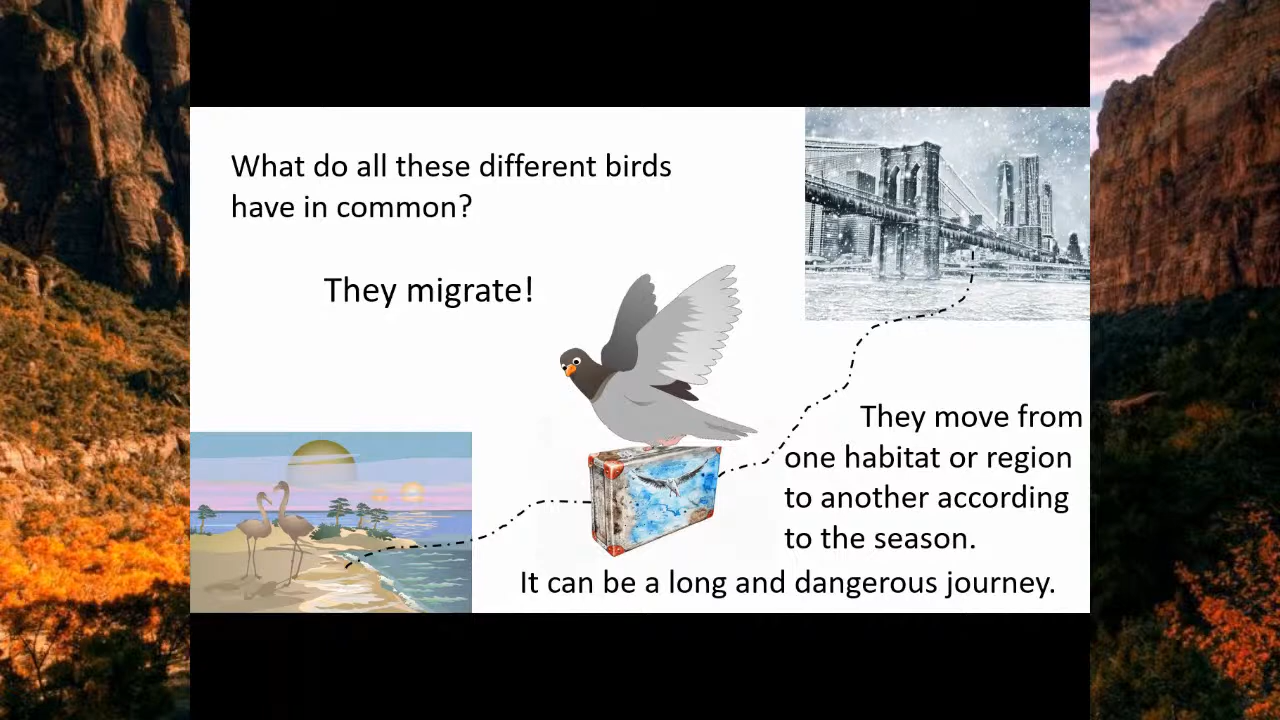 What do all these different birds
have in common?
They migrate!
They move from
one habitat or region
to another according
to the season.
It can be a long and dangerous journey.